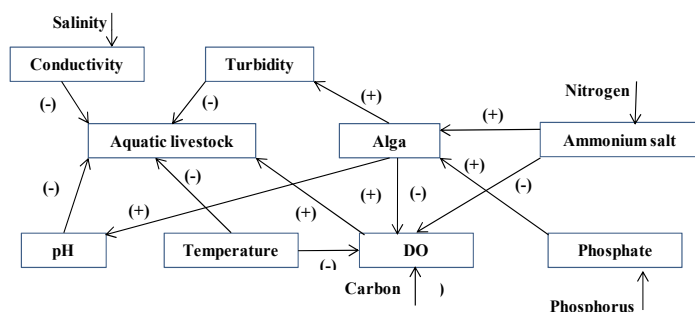 Salinity
Conductivity
Turbidity
Nitrogen
(-)
(-)
(+)
(+)
Aquatic livestock
Alga
Ammonium salt
(-)
(-)
(+)
(+)
(+)
(-)
(+)
(-)
pH
Temperature
(-)
DO
Phosphate
Carbon
)
Phosphorus